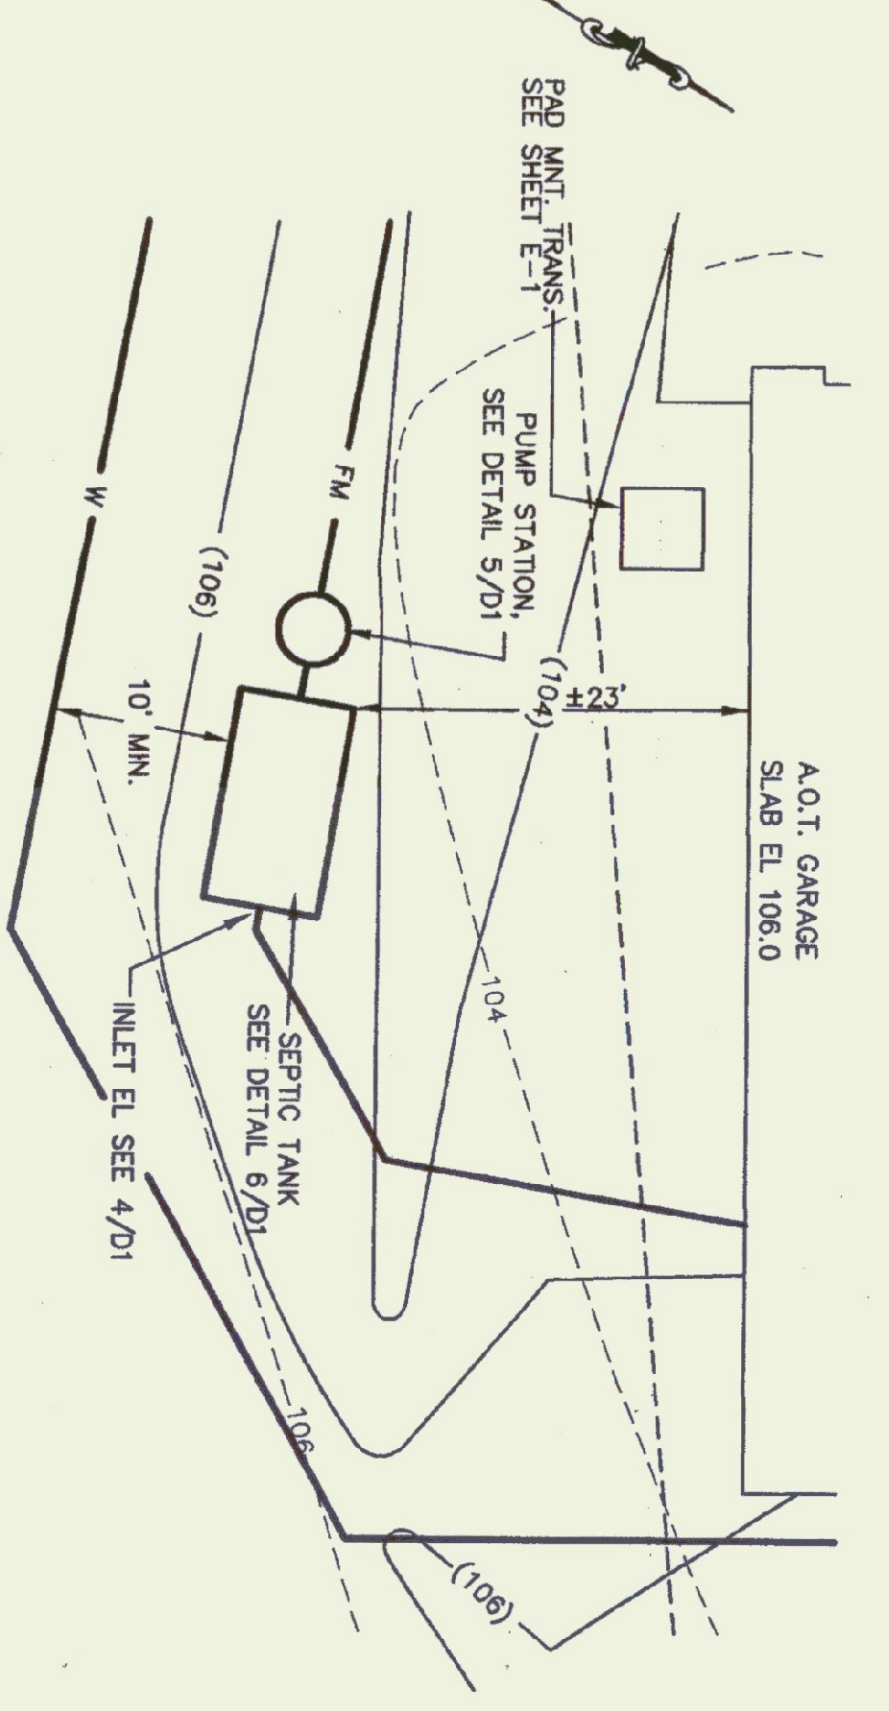 PAD MNT. TRANS.
SEE SHEET E-1
PUMP STATION,
SEE DETAIL 5/D1
FM
W
(106)
(104)
±23'
10' MIN.
A.O.T. GARAGE
SLAB EL 106.0
104
SEPTIC TANK
SEE DETAIL 6/D1
INLET EL SEE 4/D1
106
(106)